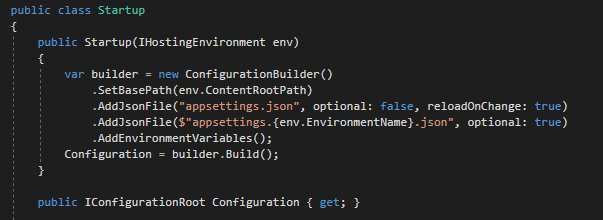 public class Startup
{
    public Startup(IHostingEnvironment env)
    {
        var builder = new ConfigurationBuilder()
            .SetBasePath(env.ContentRootPath)
            .AddJsonFile("appsettings.json", optional: false, reloadOnChange: true)
            .AddJsonFile($"appsettings.{env.EnvironmentName}.json", optional: true)
            .AddEnvironmentVariables();
        Configuration = builder.Build();
    }

    public IConfigurationRoot Configuration { get; }